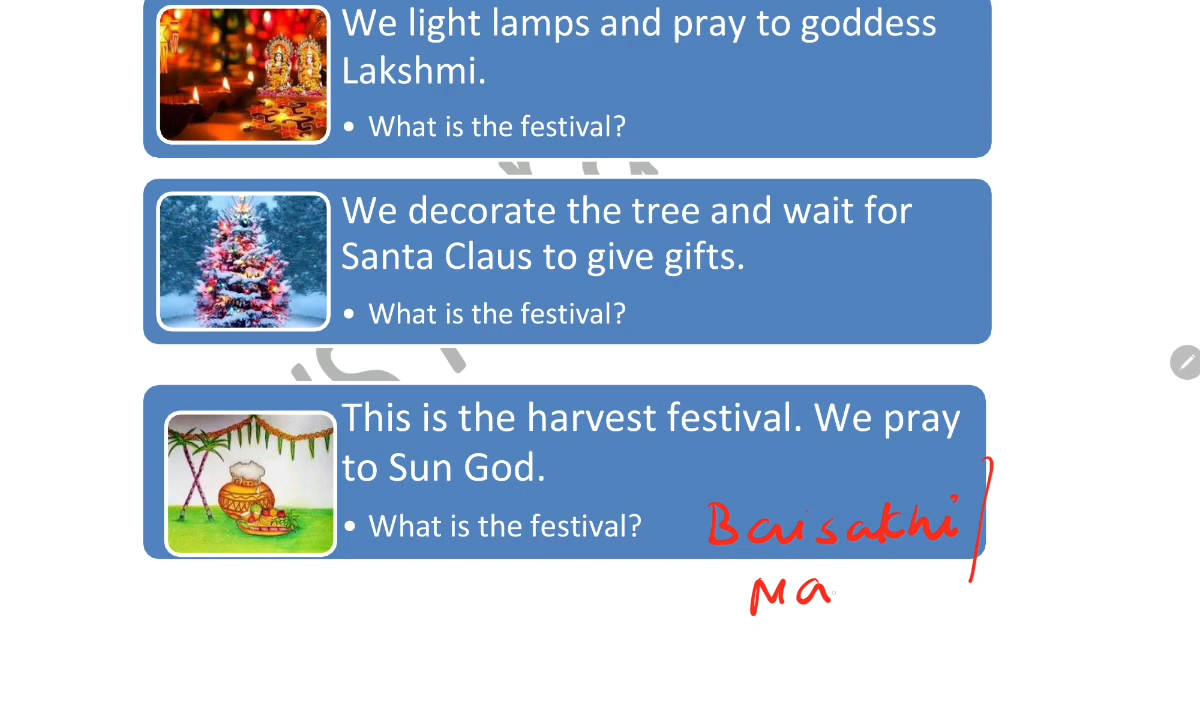 We light lamps and pray to goddess
Lakshmi.
• What is the festival?
We decorate the tree and wait for
Santa Claus to give gifts.
• What is the festival?
This is the harvest festival. We pray
to Sun God.
• What is the festival?
Baisakhi /
Ma